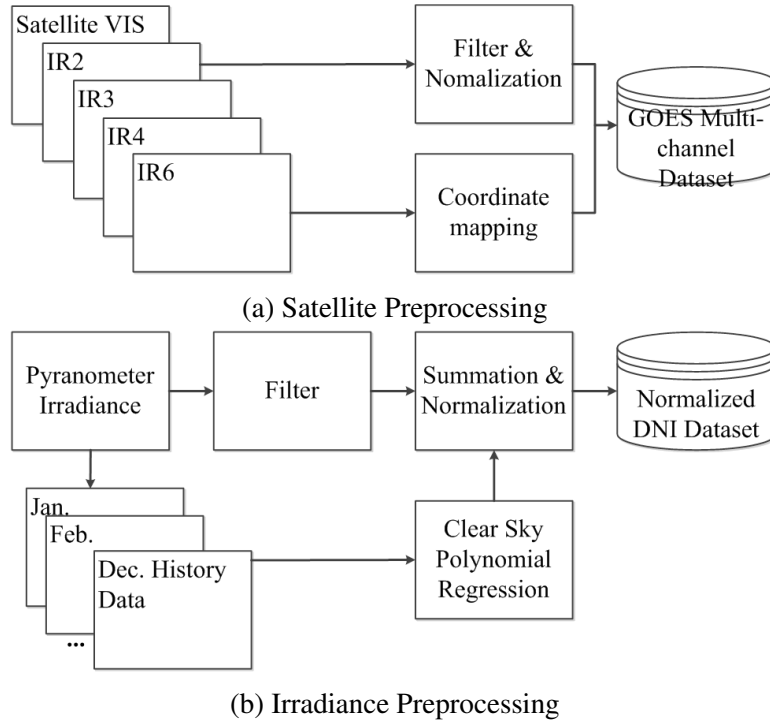 Satellite VIS
IR2
IR3
IR4
IR6
Filter &
Nomalization
Coordinate
mapping
GOES Multi-
channel
Dataset
(a) Satellite Preprocessing
Pyranometer
Irradiance
Filter
Summation &
Normalization
Normalized
DNI Dataset
Jan.
Feb.
Dec. History
Data
...
Clear Sky
Polynomial
Regression
(b) Irradiance Preprocessing